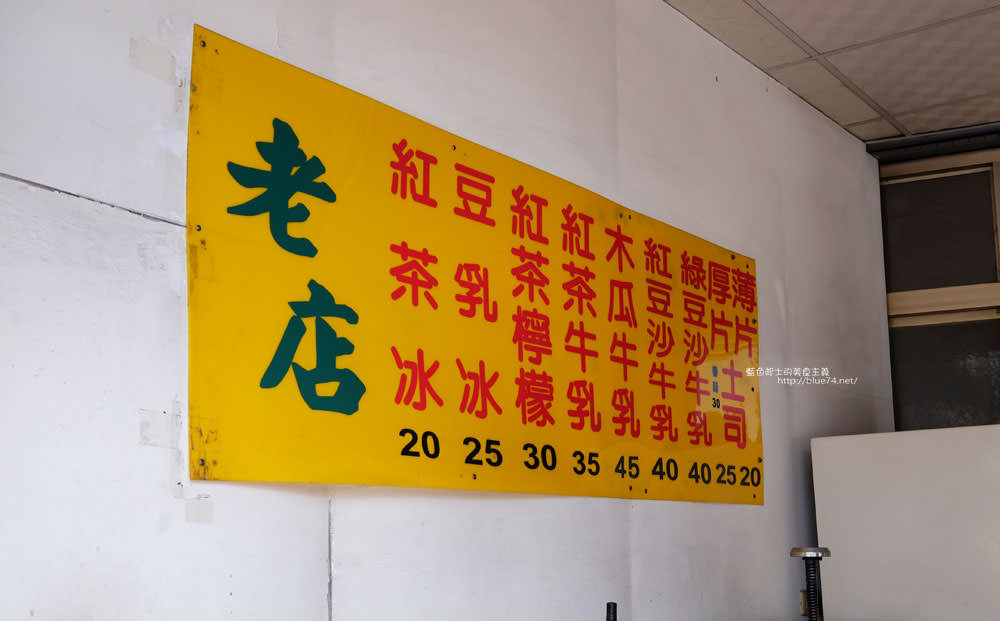 老店
紅茶冰
20
豆乳冰
25
紅茶檸檬
30
紅茶牛乳
35
木瓜牛乳
45
紅豆沙牛乳
40
綠豆沙牛乳
40
厚片
30
25
薄片土司
20
藍色起士的美食主義
http://blue74.net/